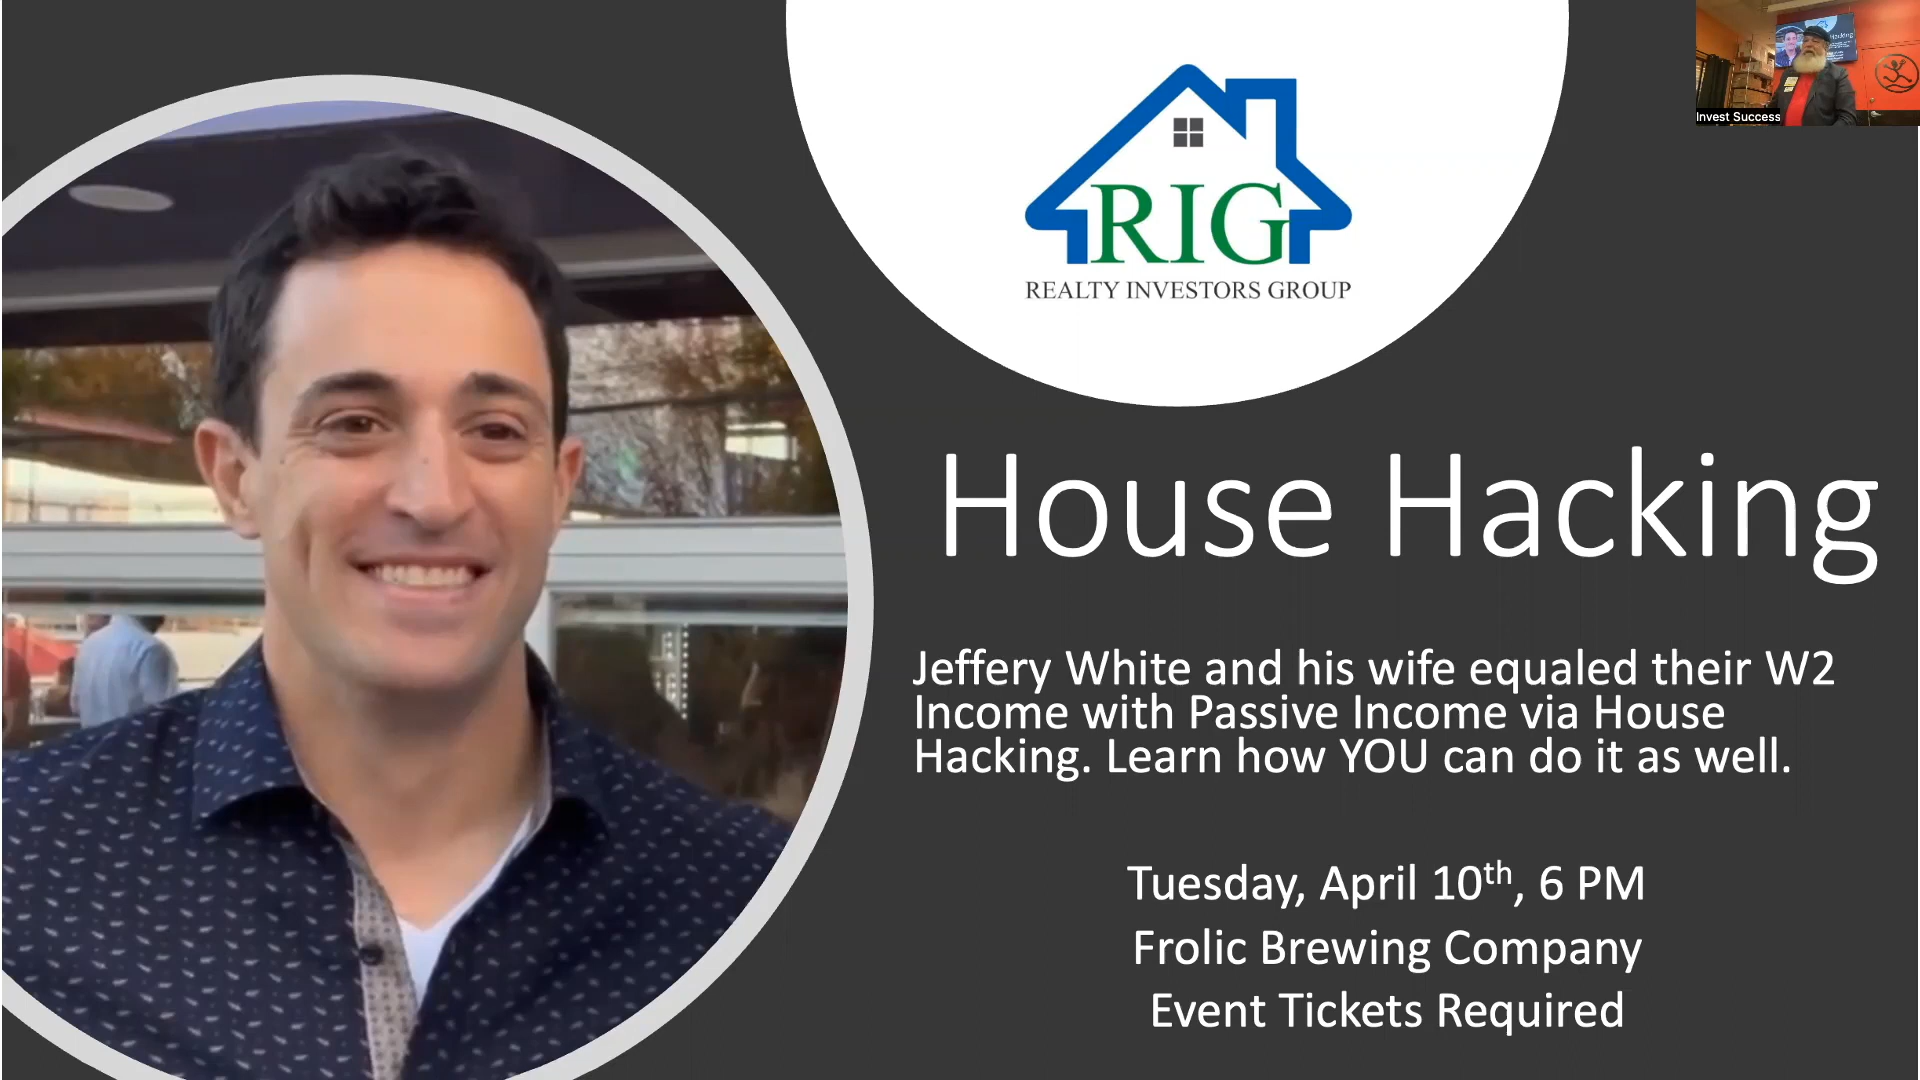 Invest Success
RIG
REALTY INVESTORS GROUP
House Hacking
Jeffery White and his wife equaled their W2
Income with Passive Income via House
Hacking. Learn how YOU can do it as well.
Tuesday, April 10th, 6 PM
Frolic Brewing Company
Event Tickets Required